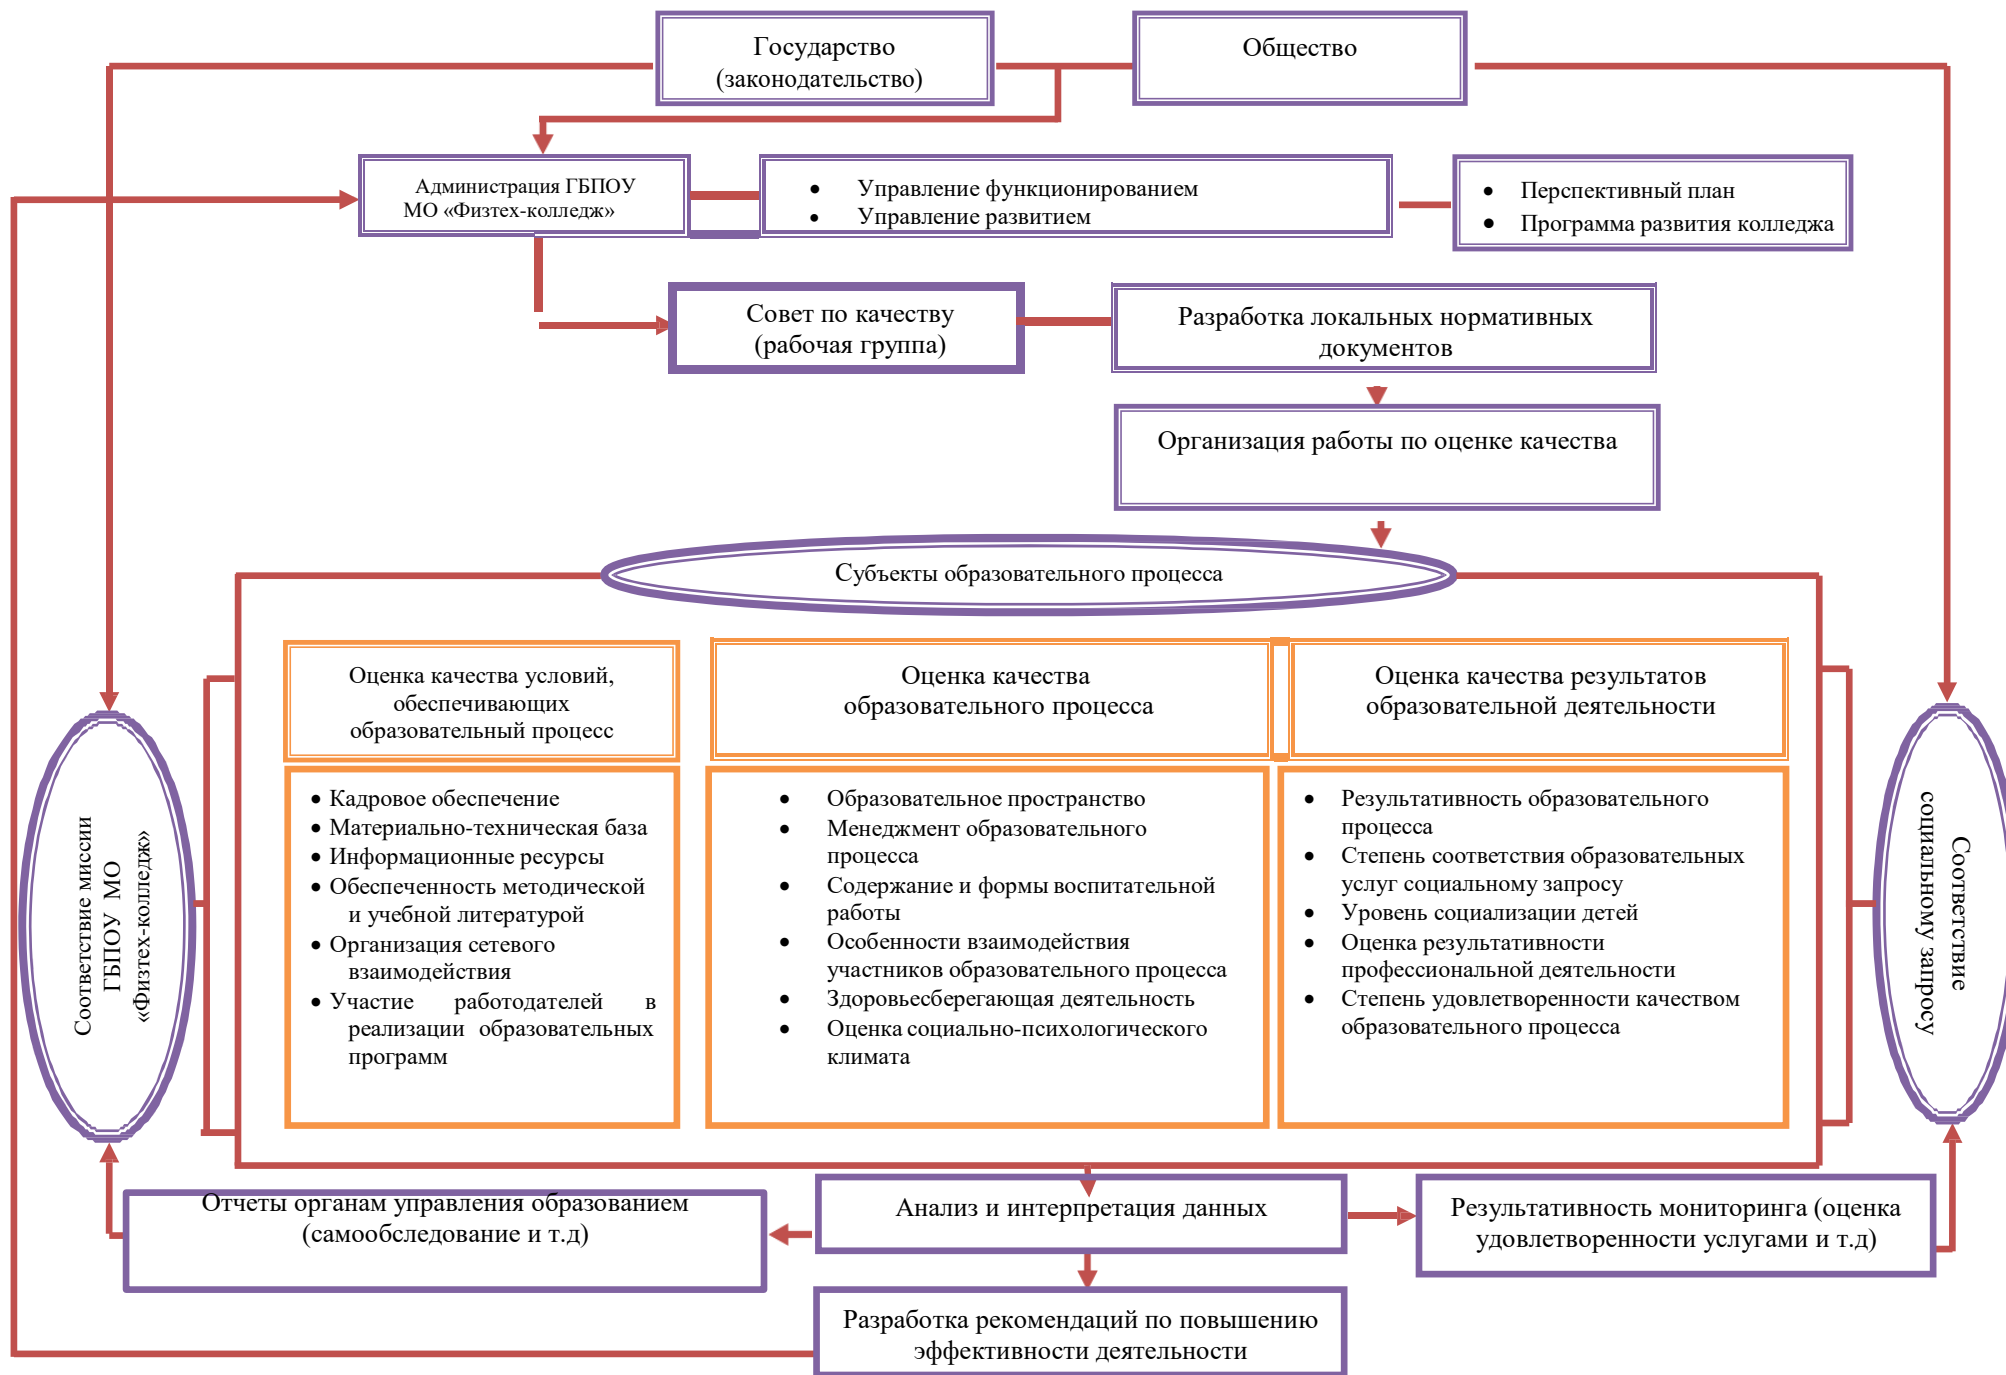 Государство
(законодательство)
Общество
Администрация ГБПОУ
МО «Физтех-колледж»
• Управление функционированием
• Управление развитием
• Перспективный план
• Программа развития колледжа
Совет по качеству
(рабочая группа)
Разработка локальных нормативных
документов
Организация работы по оценке качества
Субъекты образовательного процесса
Соответствие миссии
ГБПОУ МО
«Физтех-колледж»
Оценка качества условий,
обеспечивающих
образовательный процесс
• Кадровое обеспечение
• Материально-техническая база
• Информационные ресурсы
• Обеспеченность методической
и учебной литературой
• Организация сетевого
взаимодействия
• Участие работодателей в
реализации образовательных
программ
Оценка качества
образовательного процесса
• Образовательное пространство
• Менеджмент образовательного
процесса
• Содержание и формы воспитательной
работы
• Особенности взаимодействия
участников образовательного процесса
• Здоровьесберегающая деятельность
• Оценка социально-психологического
климата
Оценка качества результатов
образовательной деятельности
• Результативность образовательного
процесса
• Степень соответствия образовательных
услуг социальному запросу
• Уровень социализации детей
• Оценка результативности
профессиональной деятельности
• Степень удовлетворенности качеством
образовательного процесса
Соответствие
социальному запросу
Отчеты органам управления образованием
(самообследование и т.д)
Анализ и интерпретация данных
Результативность мониторинга (оценка
удовлетворенности услугами и т.д)
Разработка рекомендаций по повышению
эффективности деятельности